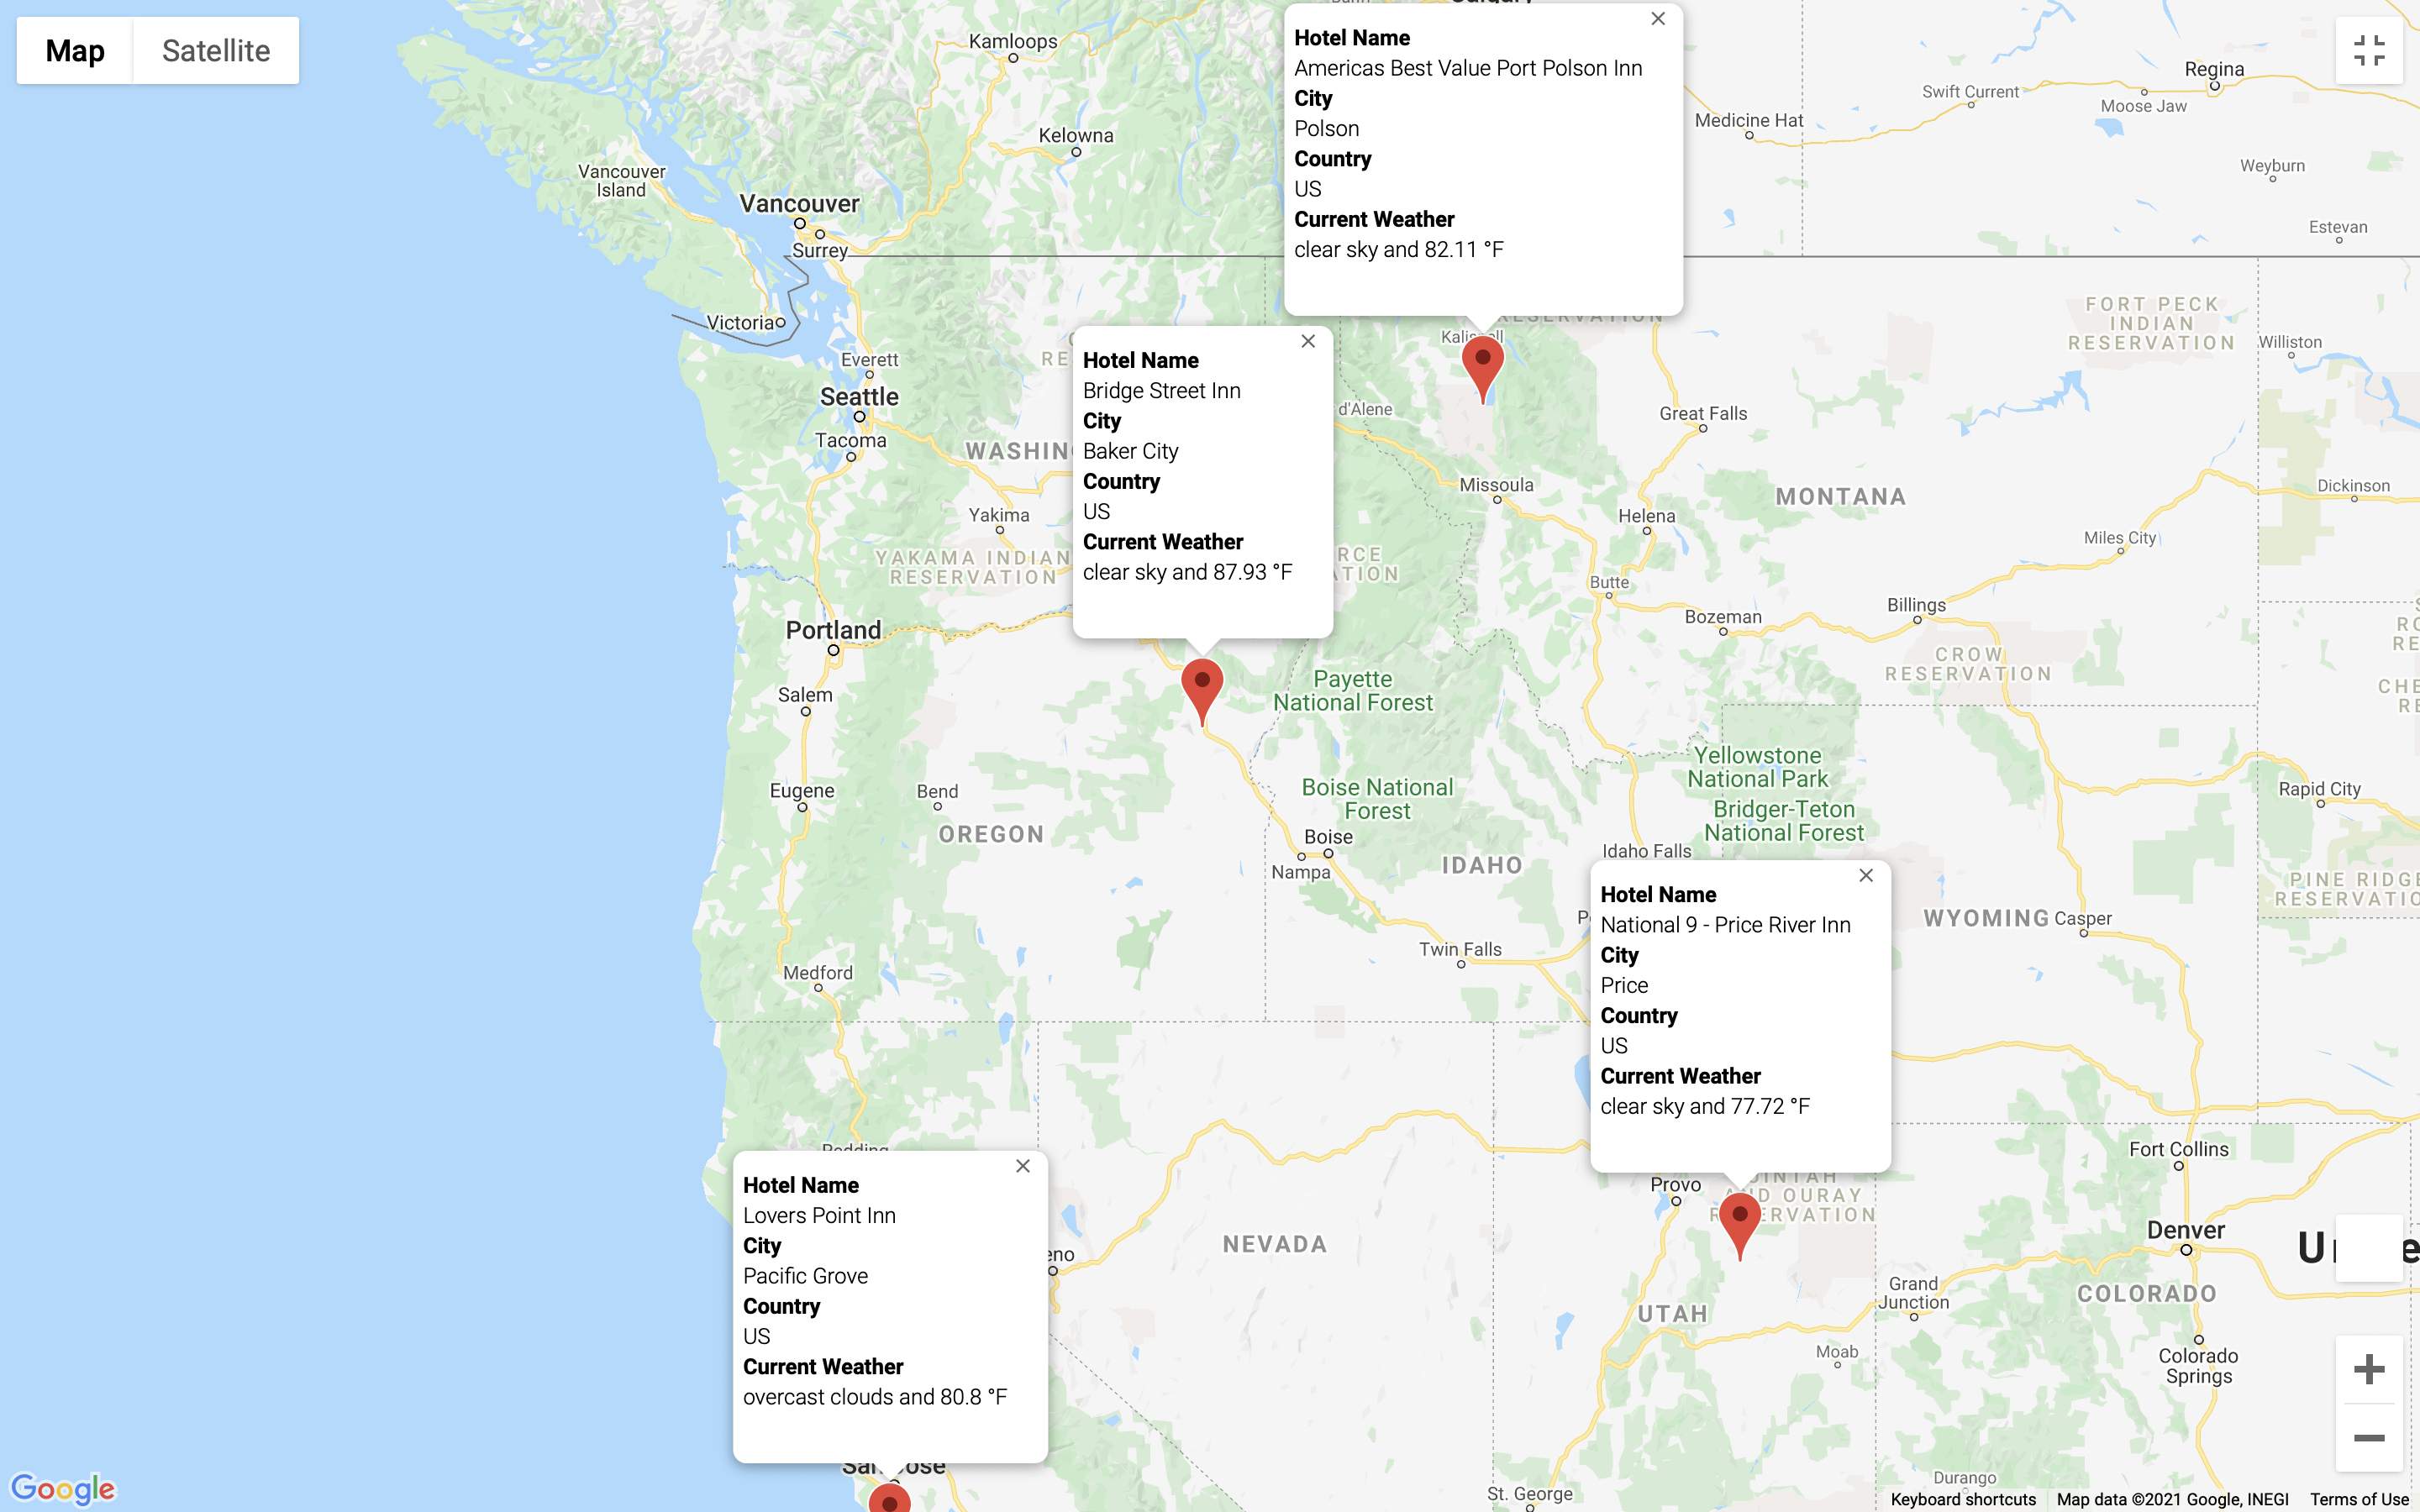 Map
Satellite
Kamloops
Kelowna
Vancouver
Island
Vancouver
Surrey
Victoria
Everett
Seattle
Tacoma
Yakima
YAKAMA INDIAN
RESERVATION
Portland
Salem
Eugene
Bend
OREGON
Medford
Hotel Name
Americas Best Value Port Polson Inn
City
Polson
Country
US
Current Weather
clear sky and 82.11 °F
Hotel Name
Bridge Street Inn
City
Baker City
Country
US
Current Weather
clear sky and 87.93 °F
Hotel Name
National 9 - Price River Inn
City
Price
Country
US
Current Weather
clear sky and 77.72 °F
Hotel Name
Lovers Point Inn
City
Pacific Grove
Country
US
Current Weather
overcast clouds and 80.8 °F
Medicine Hat
Swift Current
Moose Jaw
Regina
Weyburn
Estevan
FORT PECK
INDIAN
RESERVATION
Williston
d'Alene
Great Falls
Missoula
Helena
MONTANA
Dickinson
Miles City
Butte
Bozeman
Billings
CROW
RESERVATION
Payette
National Forest
Boise National
Forest
Yellowstone
National Park
Bridger-Teton
National Forest
Rapid City
Boise
Nampa
IDAHO
Idaho Falls
Twin Falls
WYOMING
Casper
PINE RIDGE
Fort Collins
Provo
AND OURAY
RESERVATION
NEVADA
Denver
Grand
Junction
COLORADO
UTAH
Moab
Colorado
Springs
Durango
St. George
Google
Keyboard shortcuts
Map data ©2021 Google, INEGI
Terms of Use